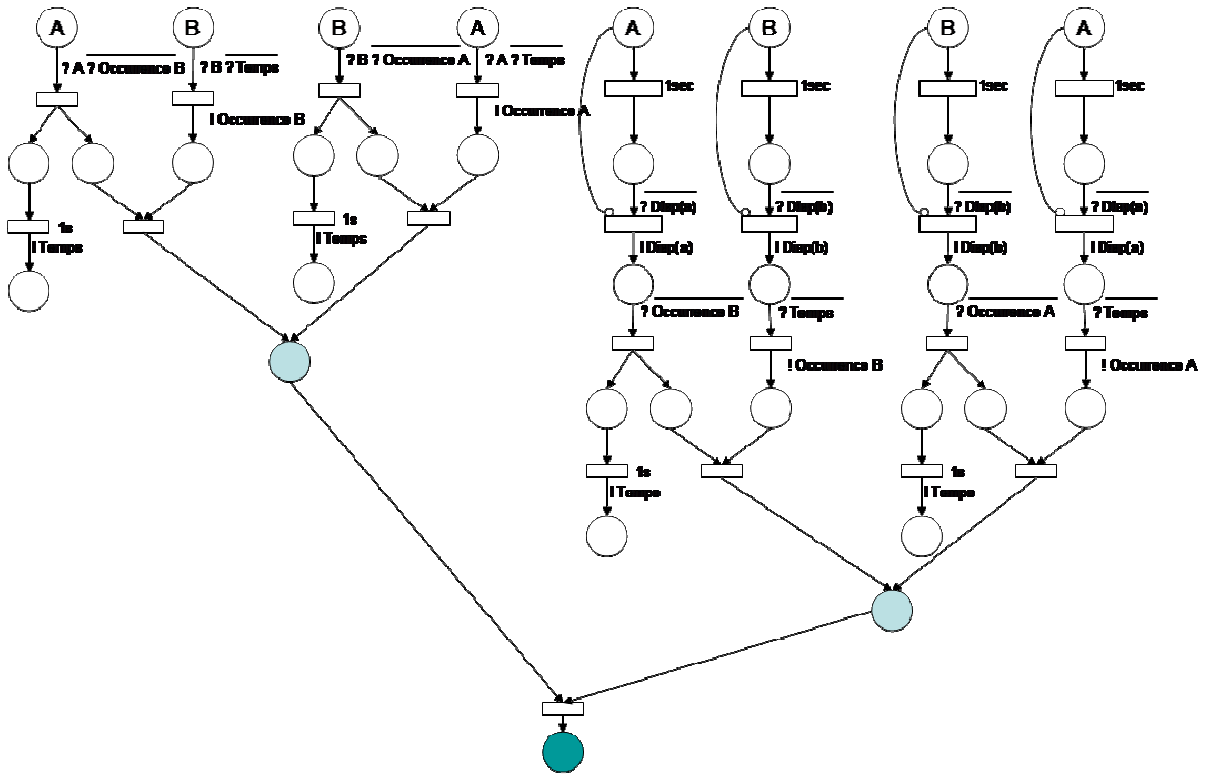 A
B
B
A
A
B
B
A
? A ? Occurrence B
? B ? Temps
? B ? Occurrence A
? A ? Temps
1sec
1sec
1sec
1sec
! Occurrence B
! Occurrence A
? Disp(a)
? Disp(b)
? Disp(b)
? Disp(a)
1s
! Temps
1s
! Temps
! Disp(a)
! Disp(b)
! Disp(b)
! Disp(a)
? Occurrence B
? Temps
? Occurrence A
? Temps
! Occurrence B
! Occurrence A
1s
! Temps
1s
! Temps